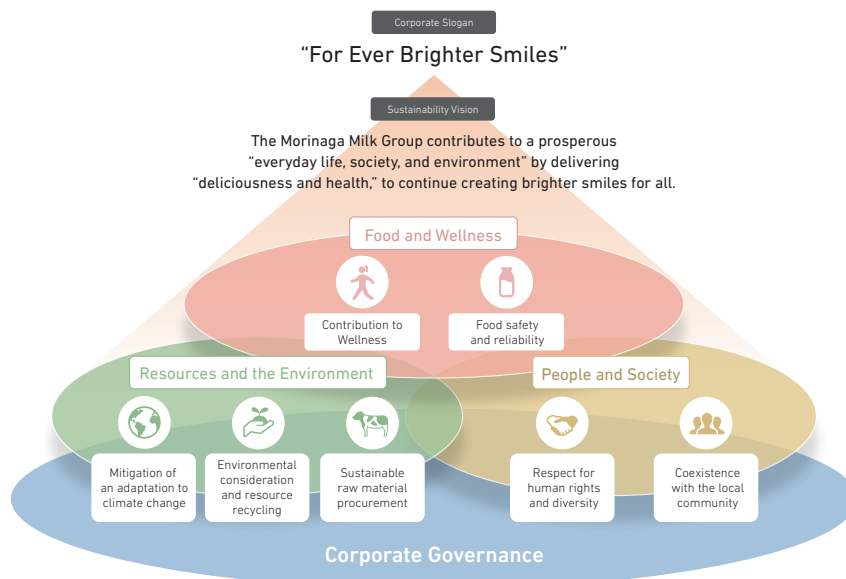 Corporate Slogan
“For Ever Brighter Smiles”
Sustainability Vision
The Morinaga Milk Group contributes to a prosperous
“everyday life, society, and environment” by delivering
“deliciousness and health,” to continue creating brighter smiles for all.
Food and Wellness
Contribution to
Wellness
Food safety
and reliability
Resources and the Environment
Mitigation of
an adaptation to
climate change
Environmental
consideration
and resource
recycling
Sustainable
raw material
procurement
People and Society
Respect for
human rights
and diversity
Coexistence
with the local
community
Corporate Governance